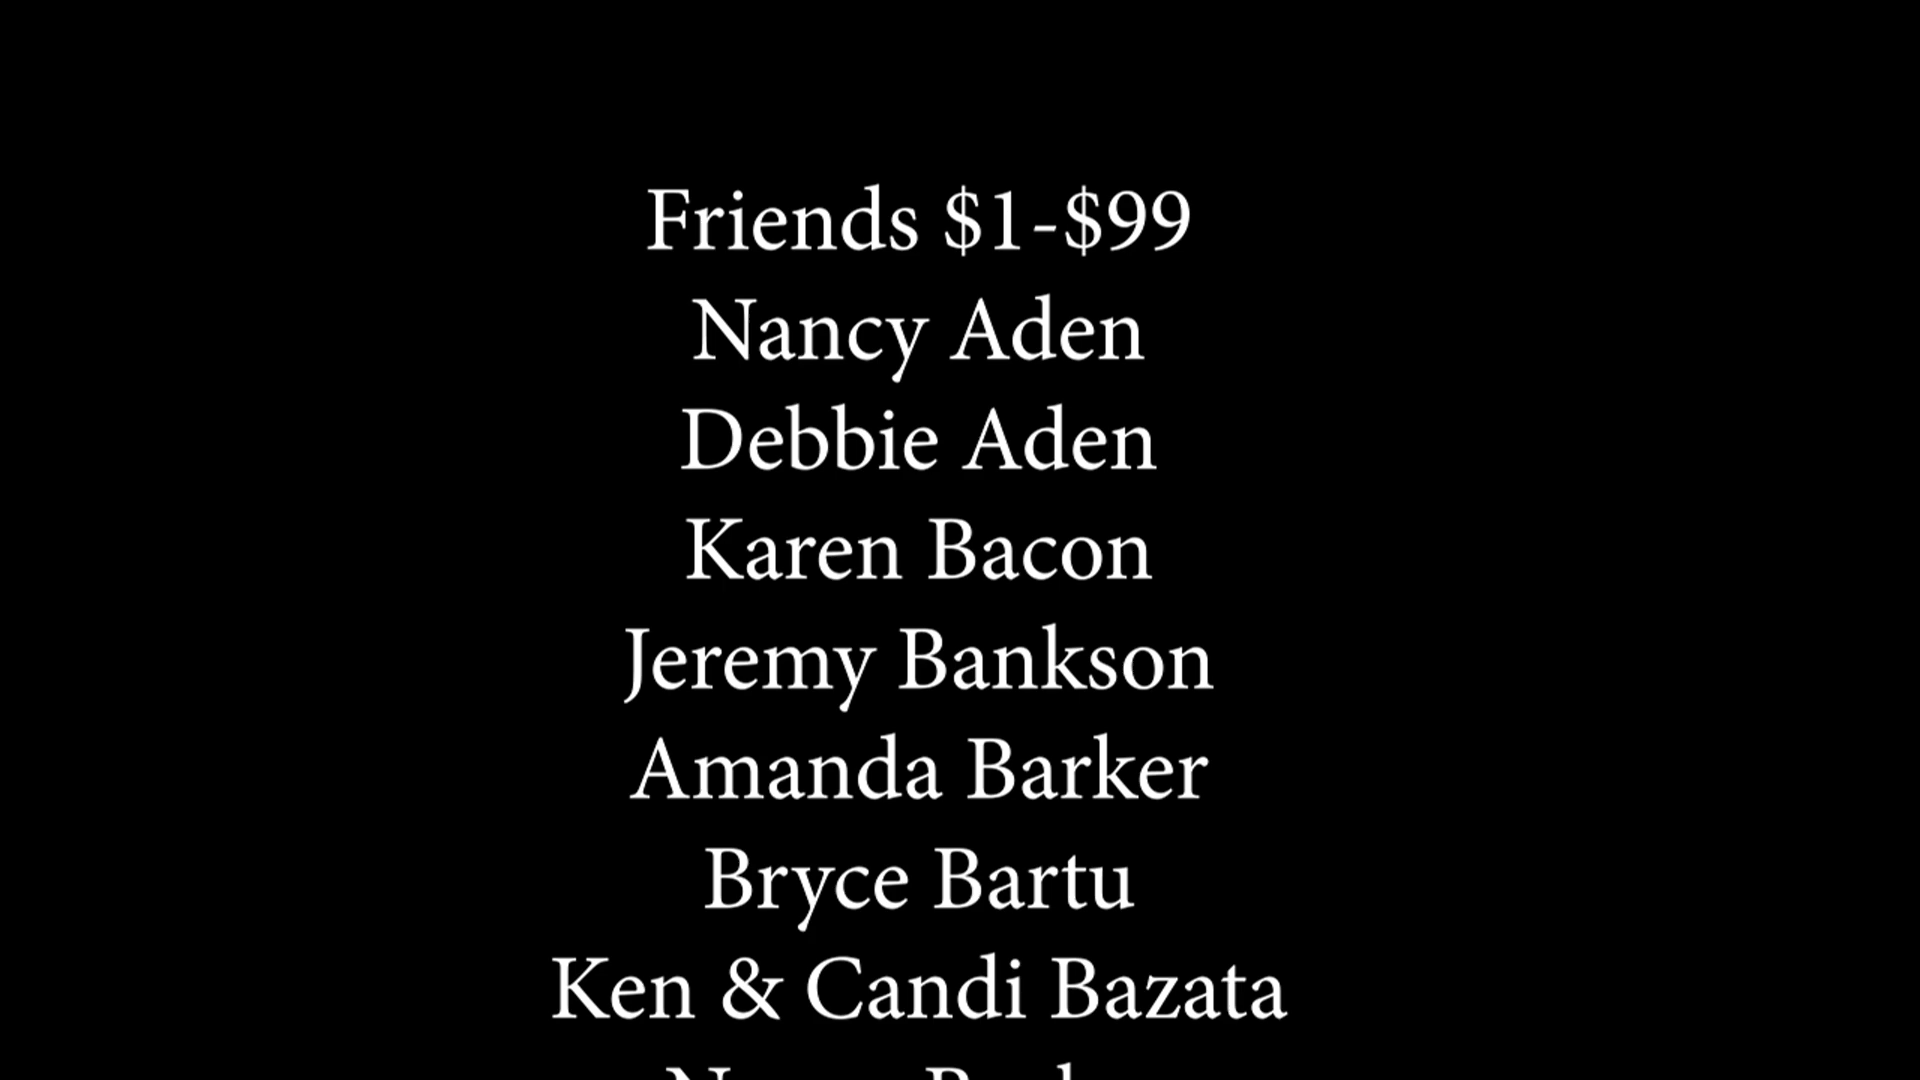 Friends $1-$99
Nancy Aden
Debbie Aden
Karen Bacon
Jeremy Bankson
Amanda Barker
Bryce Bartu
Ken & Candi Bazata